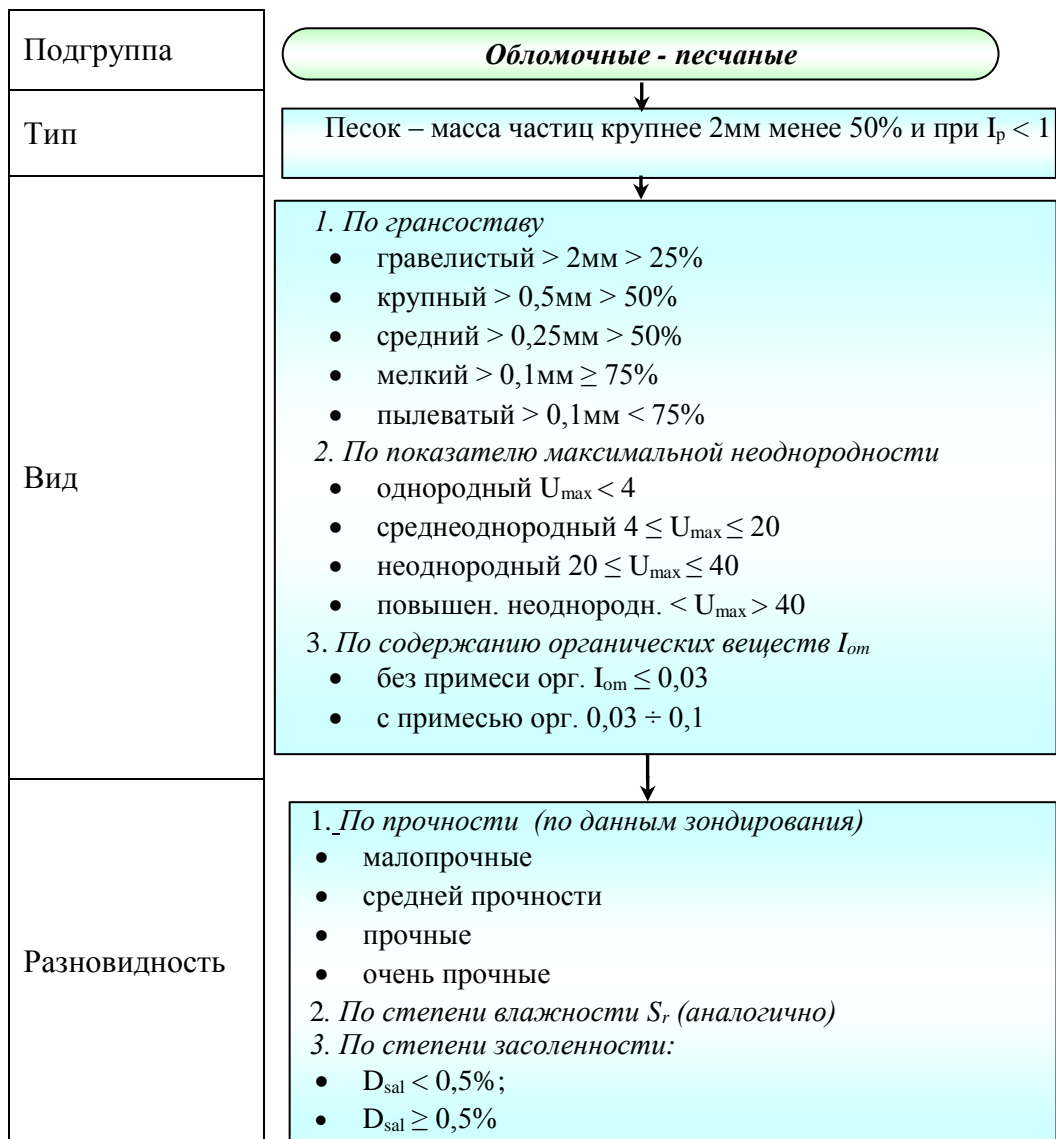 Подгруппа
Обломочные - песчаные
Тип
Песок – масса частиц крупнее 2мм менее 50% и при Ip < 1
Вид
1. По грансоставу
• гравелистый > 2мм > 25%
• крупный > 0,5мм > 50%
• средний > 0,25мм > 50%
• мелкий > 0,1мм ≥ 75%
• пылеватый > 0,1мм < 75%
2. По показателю максимальной неоднородности
• однородный Umax < 4
• среднеоднородный 4 ≤ Umax ≤ 20
• неоднородный 20 ≤ Umax ≤ 40
• повышен. неоднородн. < Umax > 40
3. По содержанию органических веществ Iom
• без примеси орг. Iom ≤ 0,03
• с примесью орг. 0,03 ÷ 0,1
Разновидность
1. По прочности (по данным зондирования)
• малопрочные
• средней прочности
• прочные
• очень прочные
2. По степени влажности Sr (аналогично)
3. По степени засоленности:
• Dsal < 0,5%;
• Dsal ≥ 0,5%